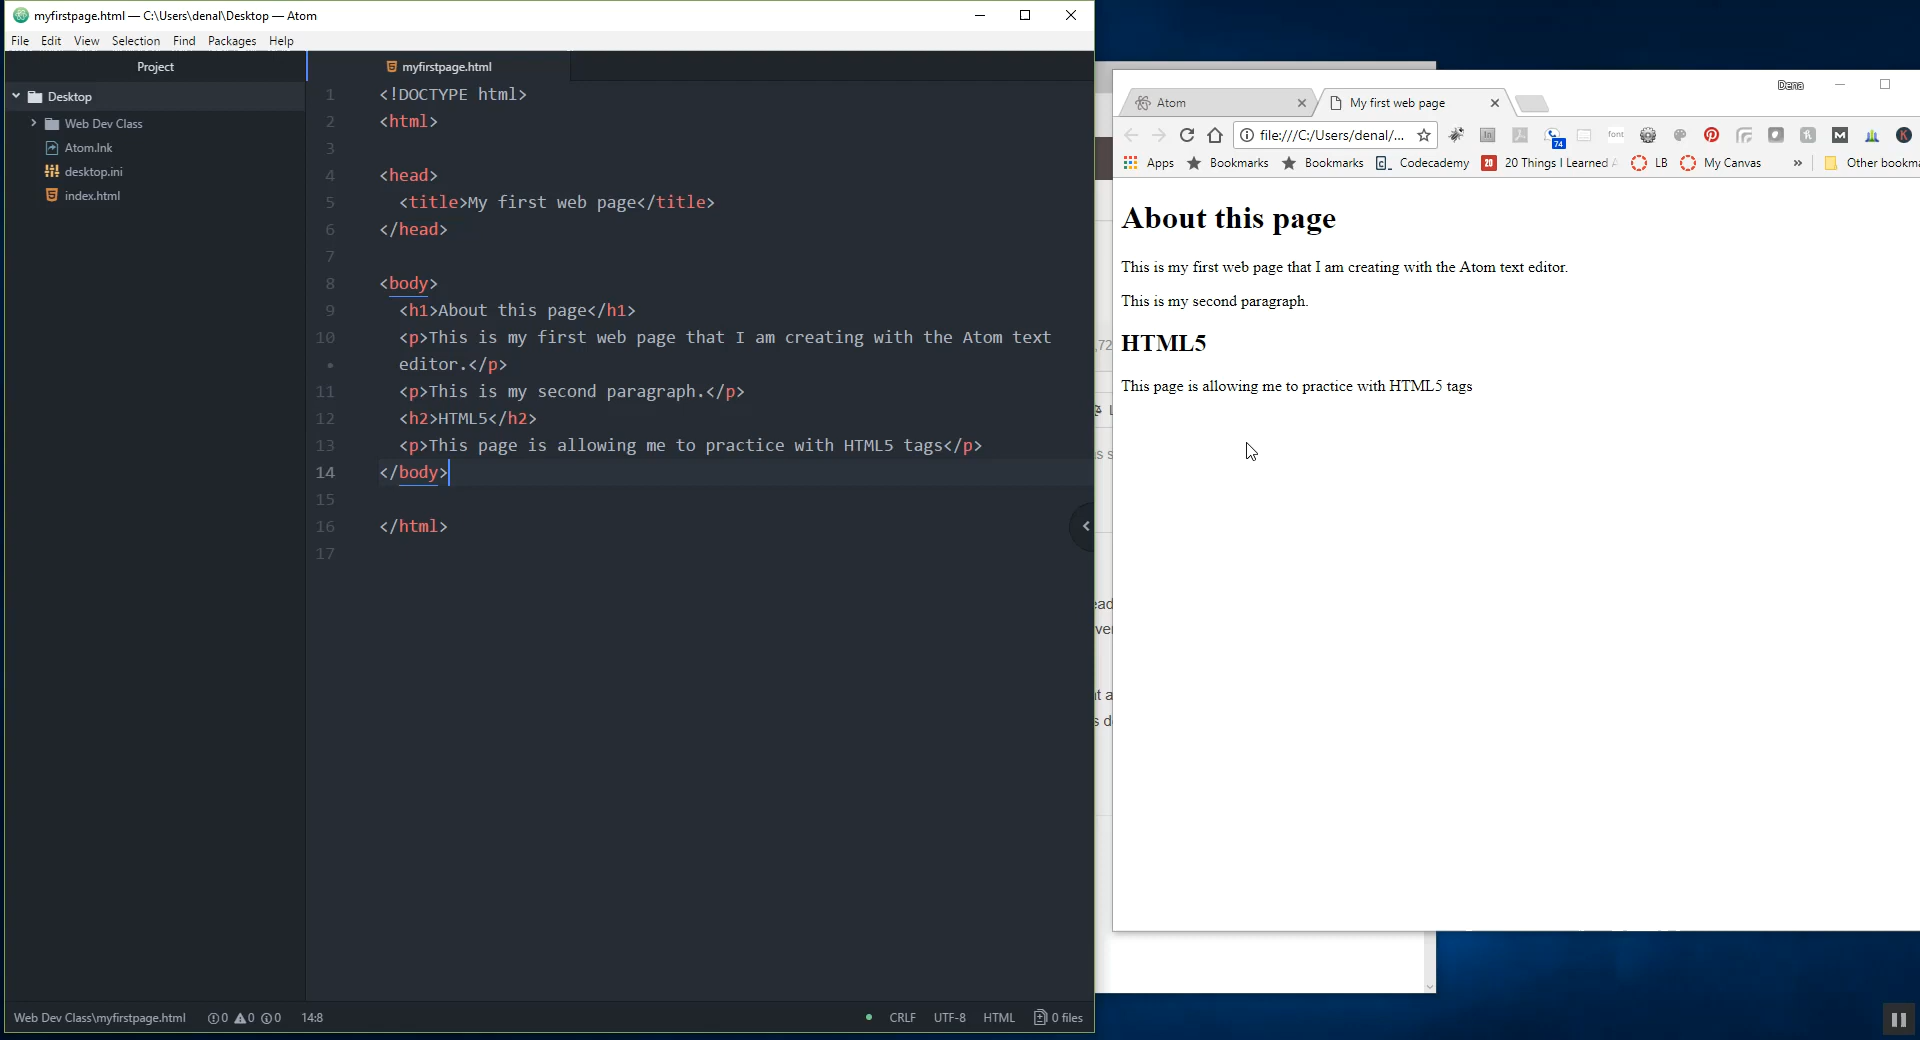 myfirstpage.html — C:\Users\denal\Desktop — Atom
File Edit View Selection Find Packages Help
Project
Desktop
Web Dev Class
Atom.lnk
desktop.ini
index.html
myfirstpage.html
1 <!DOCTYPE html>
2 <html>
3
4 <head>
5 <title>My first web page</title>
6 </head>
7
8 <body>
9 <h1>About this page</h1>
10 <p>This is my first web page that I am creating with the Atom text
• editor.</p>
11 <p>This is my second paragraph.</p>
12 <h2>HTML5</h2>
13 <p>This page is allowing me to practice with HTML5 tags</p>
14 </body>
15
16 </html>
17
Web Dev Class\myfirstpage.html 0 0 0 14:8 CRLF UTF-8 HTML 0 files
,72
Dena
Atom My first web page
file:///C:/Users/denal/... font 74
Apps Bookmarks Bookmarks Codecademy 20 20 Things I Learned LB My Canvas » Other bookma
About this page
This is my first web page that I am creating with the Atom text editor.
This is my second paragraph.
HTML5
This page is allowing me to practice with HTML5 tags